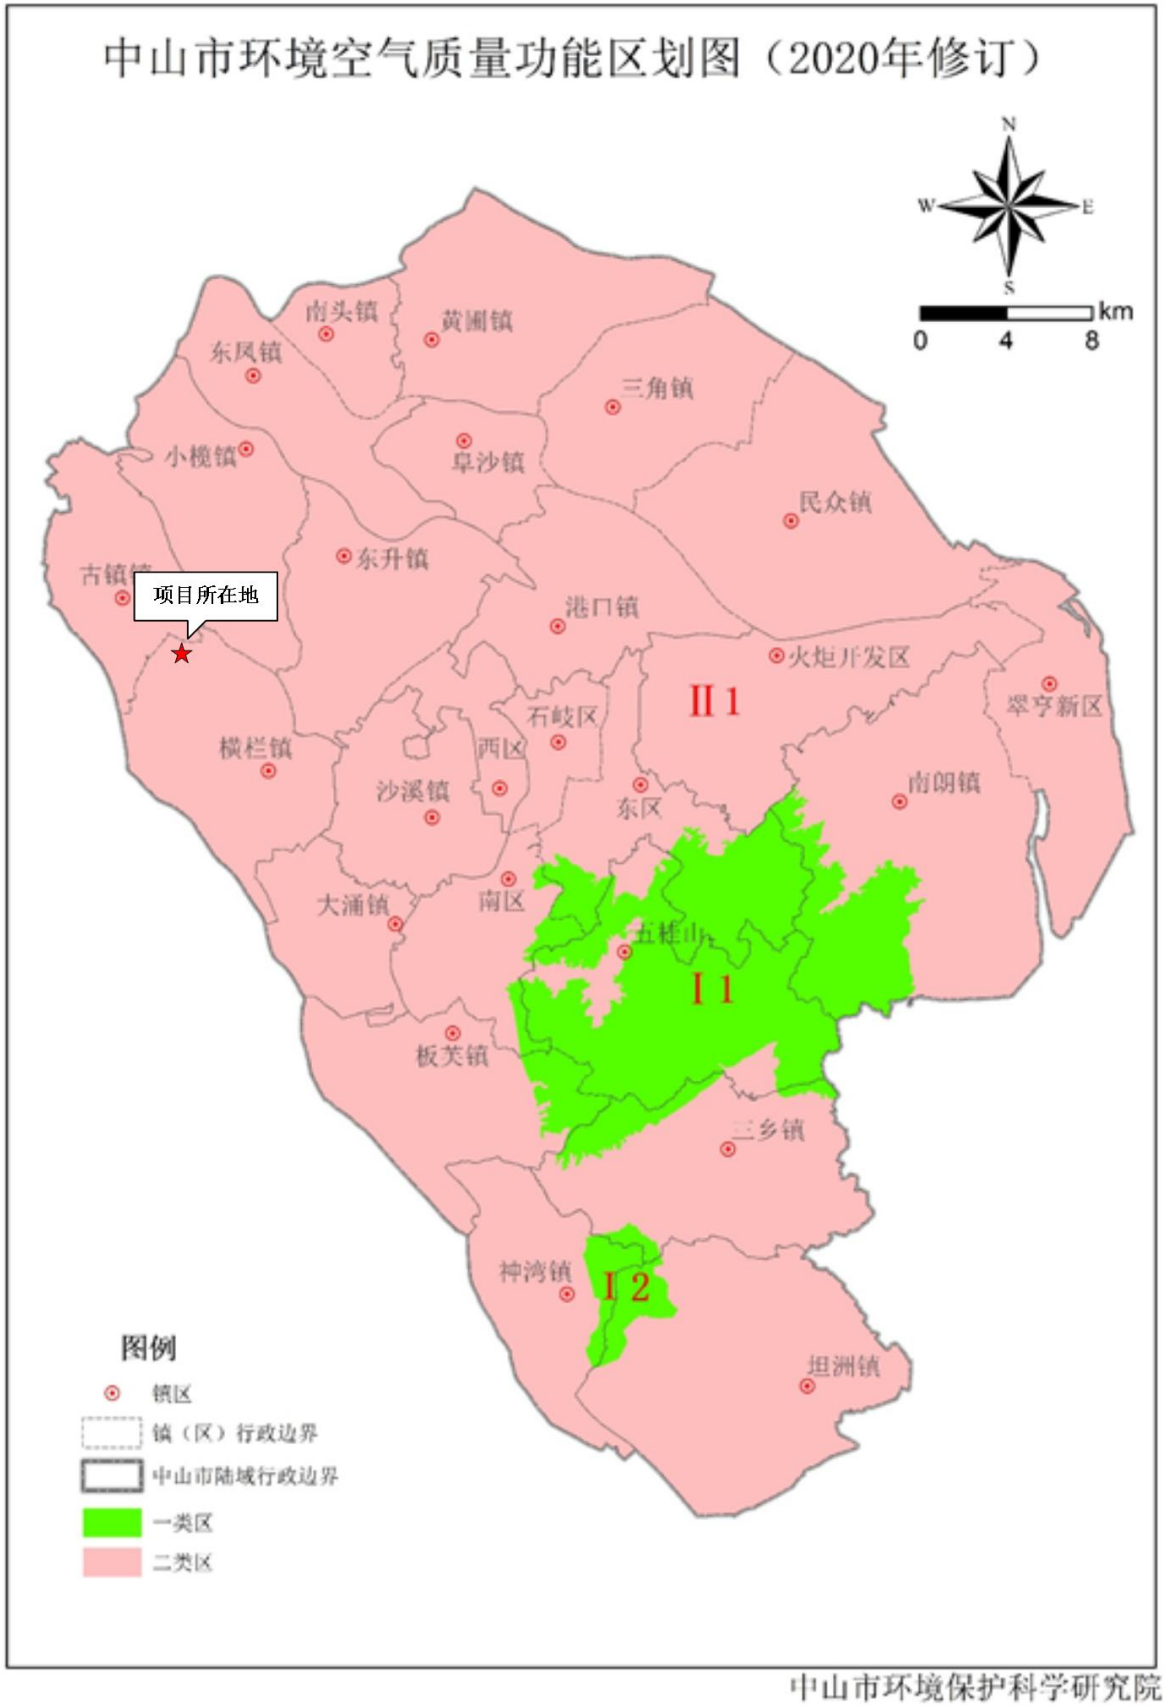 中山市环境空气质量功能区划图（2020年修订）
N
W
E
S
km
0 4 8
南头镇
黄圃镇
东凤镇
三角镇
小榄镇
阜沙镇
民众镇
东升镇
古镇镇
项目所在地
港口镇
火炬开发区
II 1
翠亨新区
石岐区
西区
横栏镇
沙溪镇
东区
南朗镇
大涌镇
南区
五桂山
I 1
板芙镇
三乡镇
神湾镇
I 2
坦洲镇
图例
镇区
镇（区）行政边界
中山市陆域行政边界
一类区
二类区
中山市环境保护科学研究院